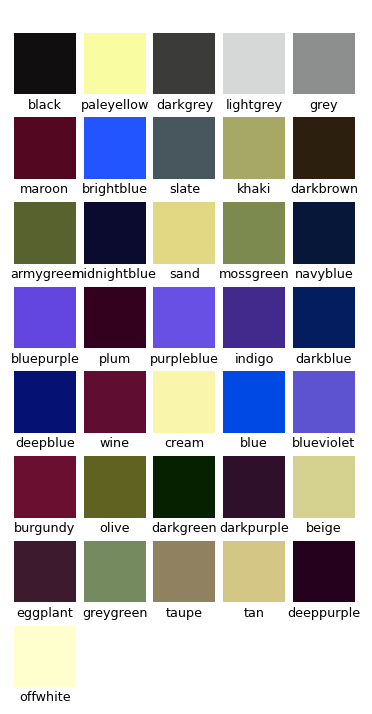 black paleyellow darkgrey lightgrey grey
maroon brightblue slate khaki darkbrown
armygreen midnightblue sand mossgreen navyblue
bluepurple plum purpleblue indigo darkblue
deepblue wine cream blue blueviolet
burgundy olive darkgreen darkpurple beige
eggplant greygreen taupe tan deeppurple
offwhite